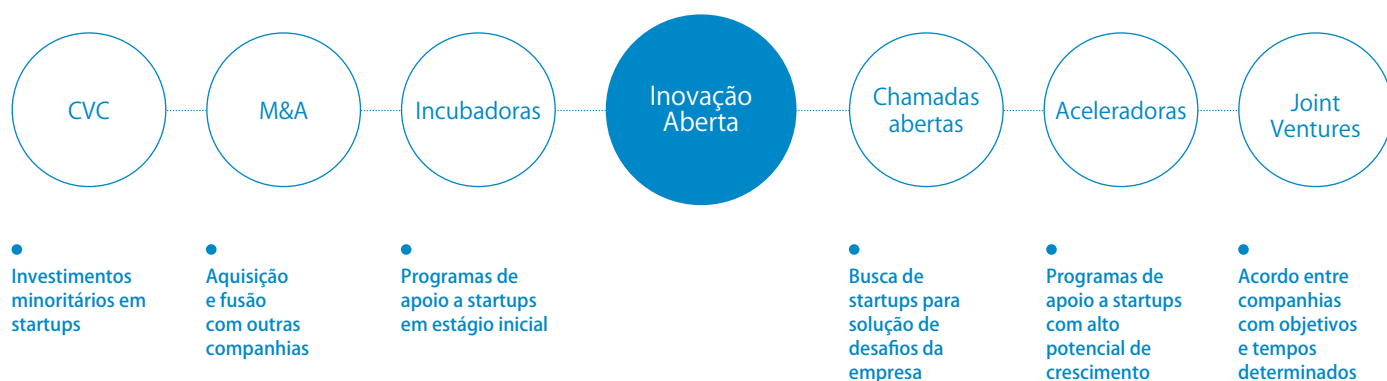 CVC
M&A
Incubadoras
Inovação
Aberta
Chamadas
abertas
Aceleradoras
Joint
Ventures
Investimentos
minoritários em
startups
Aquisição
e fusão
com outras
companhias
Programas de
apoio a startups
em estágio inicial
Busca de
startups para
solução de
desafios da
empresa
Programas de
apoio a startups
com alto
potencial de
crescimento
Acordo entre
companhias
com objetivos
e tempos
determinados